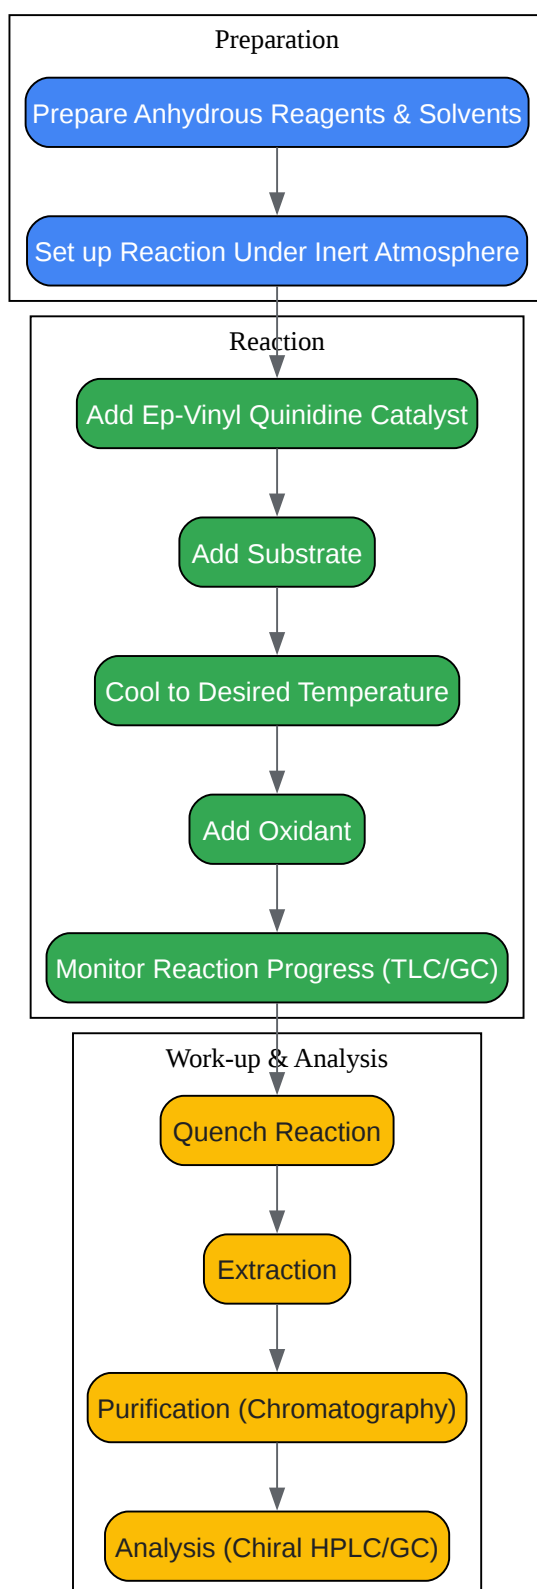 Preparation
Prepare Anhydrous Reagents & Solvents
Set up Reaction Under Inert Atmosphere
Reaction
Add Ep-Vinyl Quinidine Catalyst
Add Substrate
Cool to Desired Temperature
Add Oxidant
Monitor Reaction Progress (TLC/GC)
Work-up & Analysis
Quench Reaction
Extraction
Purification (Chromatography)
Analysis (Chiral HPLC/GC)